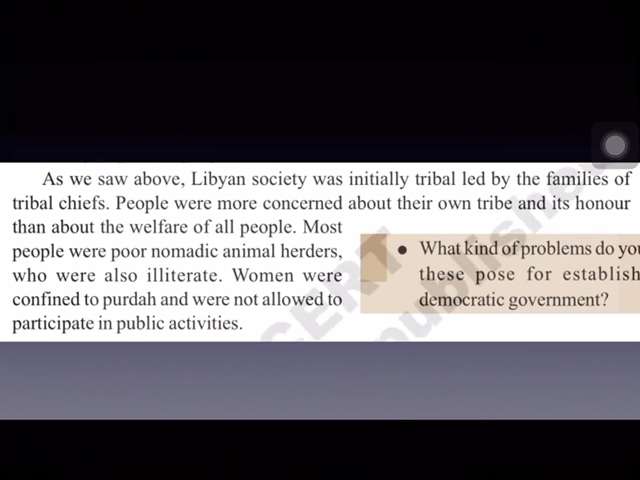 As we saw above, Libyan society was initially tribal led by the families of
tribal chiefs. People were more concerned about their own tribe and its honour
than about the welfare of all people. Most
people were poor nomadic animal herders,
who were also illiterate. Women were
confined to purdah and were not allowed to
participate in public activities.
● What kind of problems do you
these pose for establish
democratic government?